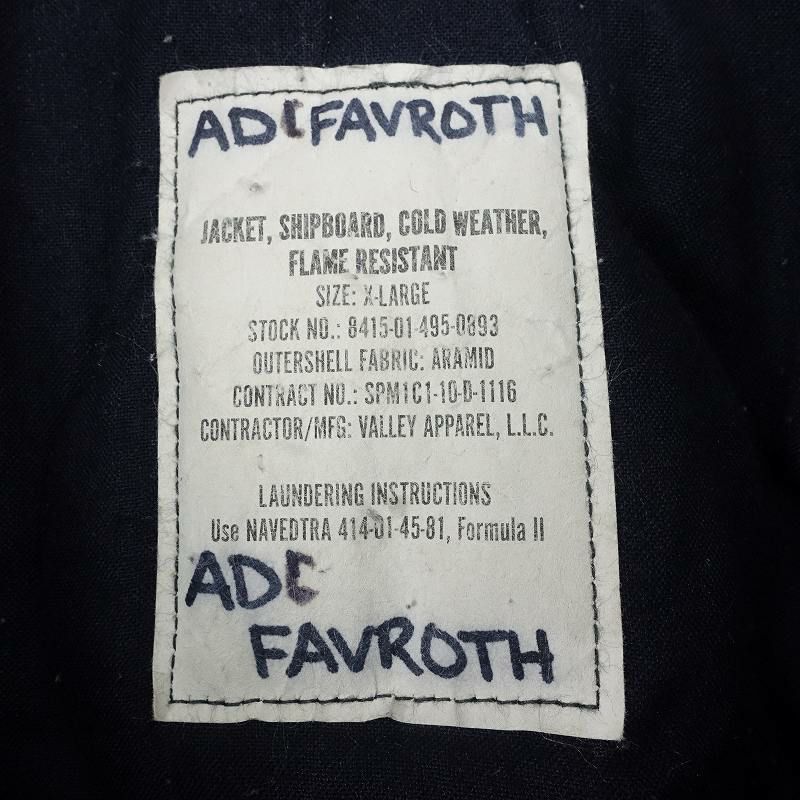 ADC FAVROTH
JACKET, SHIPBOARD, COLD WEATHER,
FLAME RESISTANT
SIZE: X-LARGE
STOCK NO.: 8415-01-495-0893
OUTERSHELL FABRIC: ARAMID
CONTRACT NO.: SPM1C1-10-D-1116
CONTRACTOR/MFG: VALLEY APPAREL, L.L.C.
LAUNDERING INSTRUCTIONS
Use NAVEDTRA 414-01-45-81, Formula II
ADC
FAVROTH